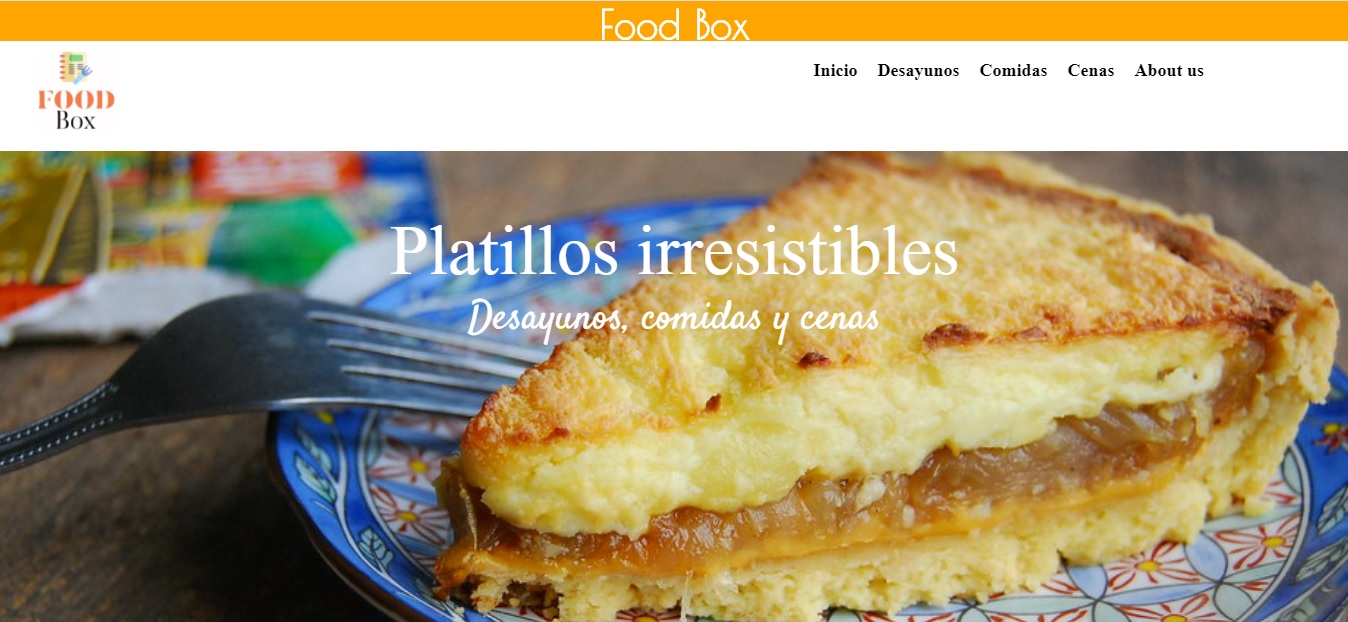 Food Box
FOOD
Box
Inicio Desayunos Comidas Cenas About us
Platillos irresistibles
Desayunos, comidas y cenas